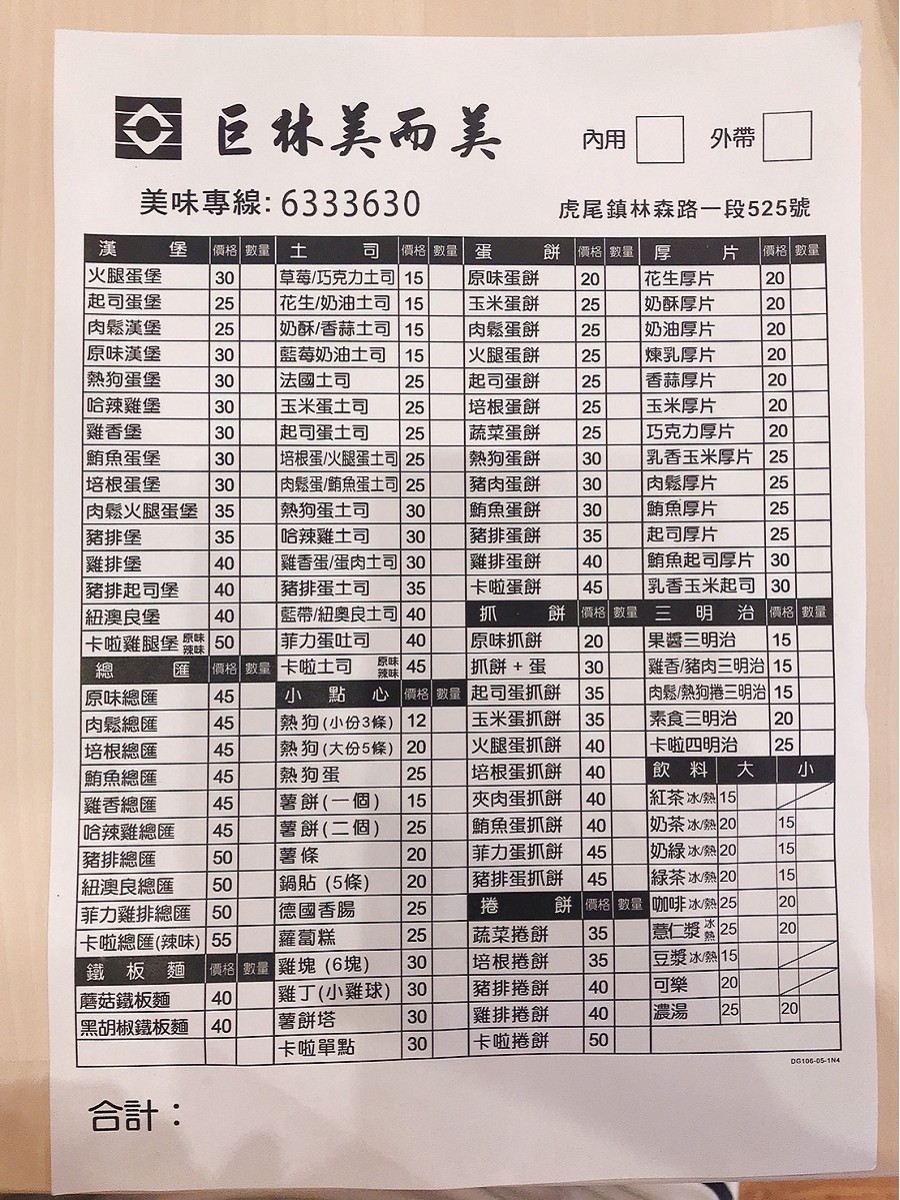 巨林美而美
內用 外帶
美味專線: 6333630
虎尾鎮林森路一段525號
漢堡 價格 數量
火腿蛋堡 30
起司蛋堡 25
肉鬆漢堡 25
原味漢堡 30
熱狗蛋堡 30
哈辣雞堡 30
雞香堡 30
鮪魚蛋堡 30
培根蛋堡 30
肉鬆火腿蛋堡 35
豬排堡 35
雞排堡 40
豬排起司堡 40
紐澳良堡 40
卡啦雞腿堡 原味 辣味 50
總匯 價格 數量
原味總匯 45
肉鬆總匯 45
培根總匯 45
鮪魚總匯 45
雞香總匯 45
哈辣雞總匯 45
豬排總匯 50
紐澳良總匯 50
菲力雞排總匯 50
卡啦總匯(辣味) 55
鐵板麵 價格 數量
蘑菇鐵板麵 40
黑胡椒鐵板麵 40
土司 價格 數量
草莓/巧克力土司 15
花生/奶油土司 15
奶酥/香蒜土司 15
藍莓奶油土司 15
法國土司 25
玉米蛋土司 25
起司蛋土司 25
培根蛋/火腿蛋土司 25
肉鬆蛋/鮪魚蛋土司 25
熱狗蛋土司 30
哈辣雞土司 30
雞香蛋/蛋肉土司 30
豬排蛋土司 35
藍帶/紐奧良土司 40
菲力蛋吐司 40
卡啦土司 原味 辣味 45
小點心 價格 數量
熱狗(小份3條) 12
熱狗(大份5條) 20
熱狗蛋 25
薯餅(一個) 15
薯餅(二個) 25
薯條 20
鍋貼 (5條) 20
德國香腸 25
蘿蔔糕 25
雞塊 (6塊) 30
雞丁(小雞球) 30
薯餅塔 30
卡啦單點 30
蛋餅 價格 數量
原味蛋餅 20
玉米蛋餅 25
肉鬆蛋餅 25
火腿蛋餅 25
起司蛋餅 25
培根蛋餅 25
蔬菜蛋餅 25
熱狗蛋餅 30
豬肉蛋餅 30
鮪魚蛋餅 30
豬排蛋餅 35
雞排蛋餅 40
卡啦蛋餅 45
抓餅 價格 數量
原味抓餅 20
抓餅 + 蛋 30
起司蛋抓餅 35
玉米蛋抓餅 35
火腿蛋抓餅 40
培根蛋抓餅 40
夾肉蛋抓餅 40
鮪魚蛋抓餅 40
菲力蛋抓餅 45
豬排蛋抓餅 45
捲餅 價格 數量
蔬菜捲餅 35
培根捲餅 35
豬排捲餅 40
雞排捲餅 40
卡啦捲餅 50
厚片 價格 數量
花生厚片 20
奶酥厚片 20
奶油厚片 20
煉乳厚片 20
香蒜厚片 20
玉米厚片 20
巧克力厚片 20
乳香玉米厚片 25
肉鬆厚片 25
鮪魚厚片 25
起司厚片 25
鮪魚起司厚片 30
乳香玉米起司 30
三明治 價格 數量
果醬三明治 15
雞香/豬肉三明治 15
肉鬆/熱狗捲三明治 15
素食三明治 20
卡啦四明治 25
飲料 大 小
紅茶 冰/熱 15
奶茶 冰/熱 20 15
奶綠 冰/熱 20 15
綠茶 冰/熱 20 15
咖啡 冰/熱 25 20
薏仁漿 冰 熱 25 20
豆漿 冰/熱 15
可樂 20
濃湯 25 20
DG106-05-1N4
合計：